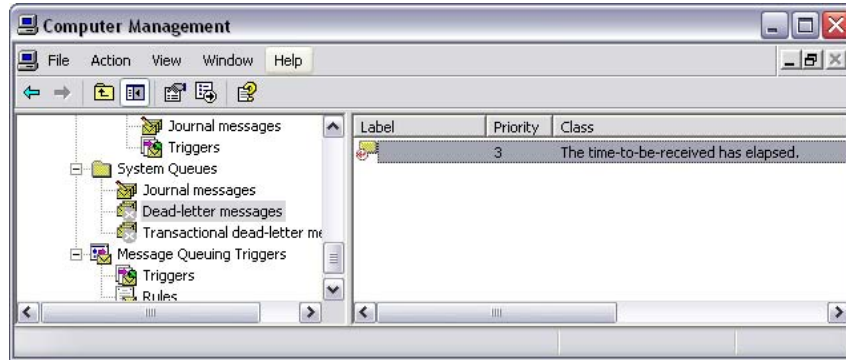 Computer Management
File Action View Window Help
Journal messages
Triggers
System Queues
Journal messages
Dead-letter messages
Transactional dead-letter me
Message Queuing Triggers
Triggers
Rules
Label Priority Class
3 The time-to-be-received has elapsed.